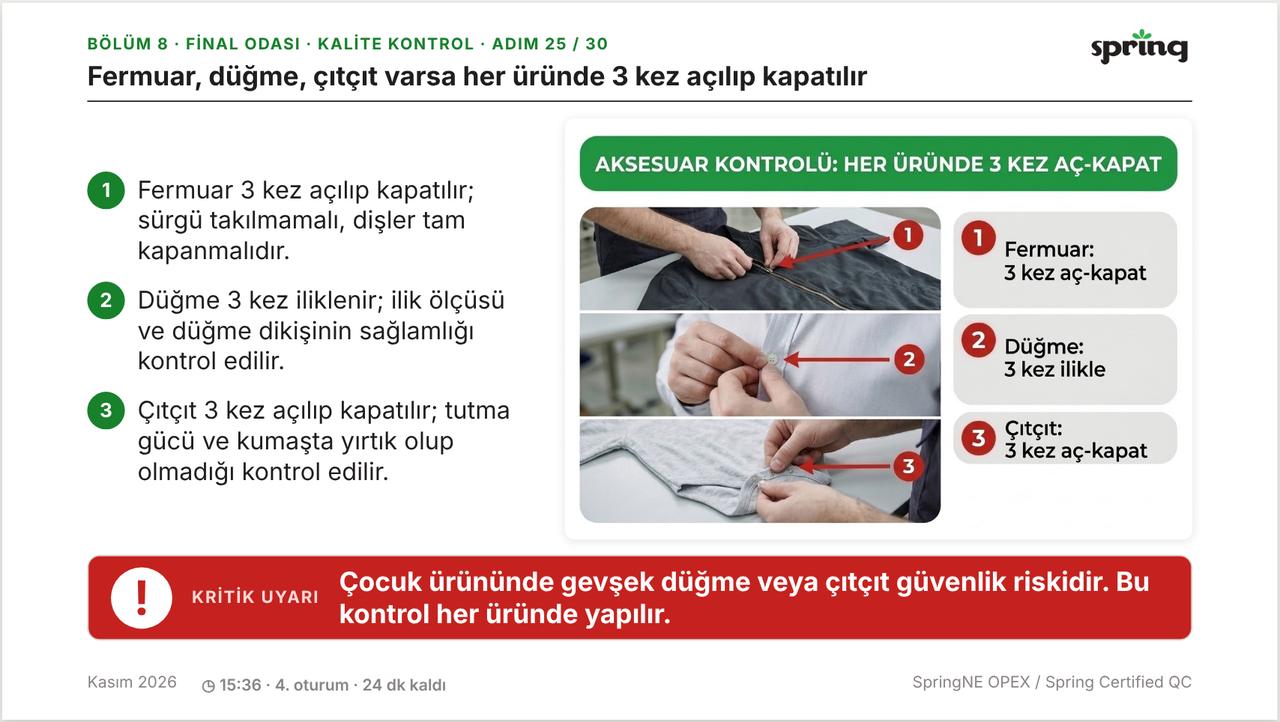 BÖLÜM 8 · FİNAL ODASI · KALİTE KONTROL · ADIM 25 / 30
spring
Fermuar, düğme, çıtçıt varsa her üründe 3 kez açılıp kapatılır
1 Fermuar 3 kez açılıp kapatılır;
sürgü takılmamalı, dişler tam
kapanmalıdır.
2 Düğme 3 kez iliklenir; ilik ölçüsü
ve düğme dikişinin sağlamlığı
kontrol edilir.
3 Çıtçıt 3 kez açılıp kapatılır; tutma
gücü ve kumaşta yırtık olup
olmadığı kontrol edilir.
AKSESUAR KONTROLÜ: HER ÜRÜNDE 3 KEZ AÇ-KAPAT
1
2
3
1 Fermuar:
3 kez aç-kapat
2 Düğme:
3 kez ilikle
3 Çıtçıt:
3 kez aç-kapat
! KRİTİK UYARI
Çocuk ürününde gevşek düğme veya çıtçıt güvenlik riskidir. Bu
kontrol her üründe yapılır.
Kasım 2026
◷ 15:36 · 4. oturum · 24 dk kaldı
SpringNE OPEX / Spring Certified QC